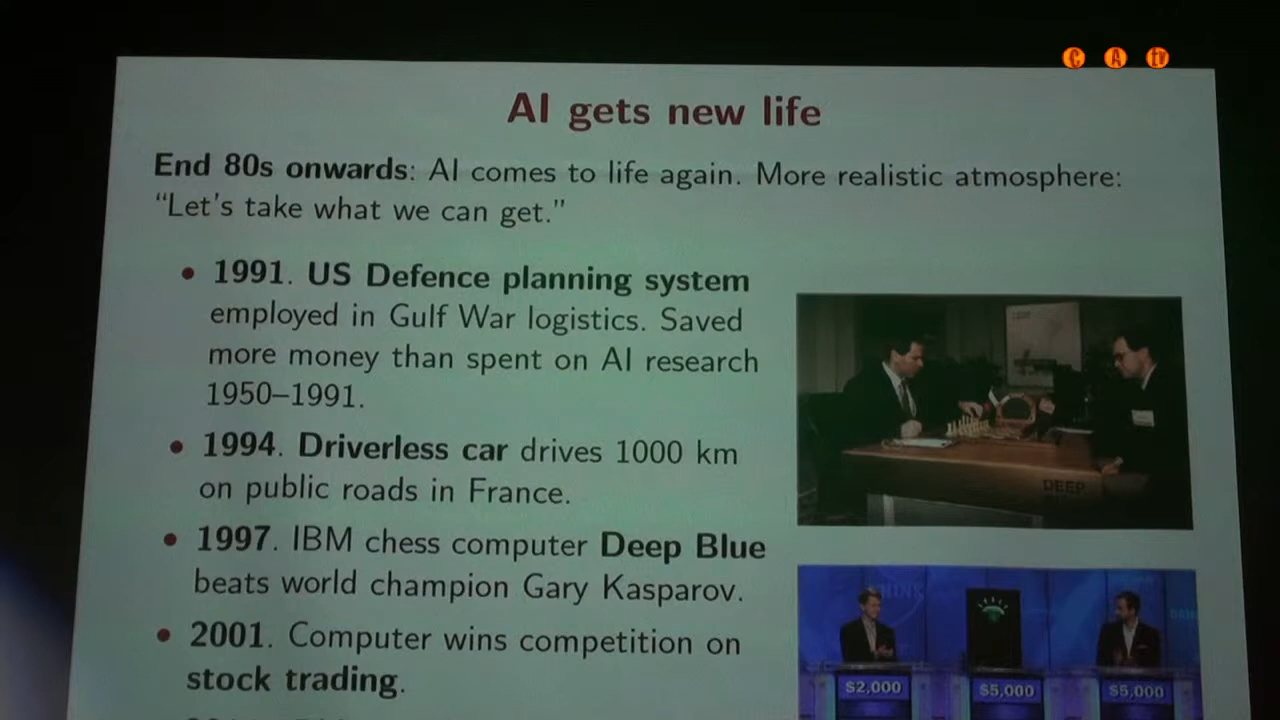 C A tv
AI gets new life
End 80s onwards: AI comes to life again. More realistic atmosphere:
“Let's take what we can get.”
• 1991. US Defence planning system
employed in Gulf War logistics. Saved
more money than spent on AI research
1950–1991.
• 1994. Driverless car drives 1000 km
on public roads in France.
• 1997. IBM chess computer Deep Blue
beats world champion Gary Kasparov.
• 2001. Computer wins competition on
stock trading.
DEEP
$2,000
$5,000
$5,000